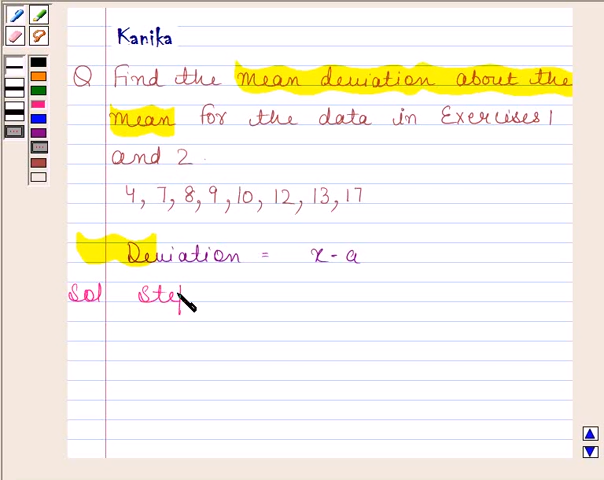 Kanika
Q Find the mean deviation about the
mean for the data in Exercises 1
and 2.
4, 7, 8, 9, 10, 12, 13, 17
Deviation = x - a
Sol Step